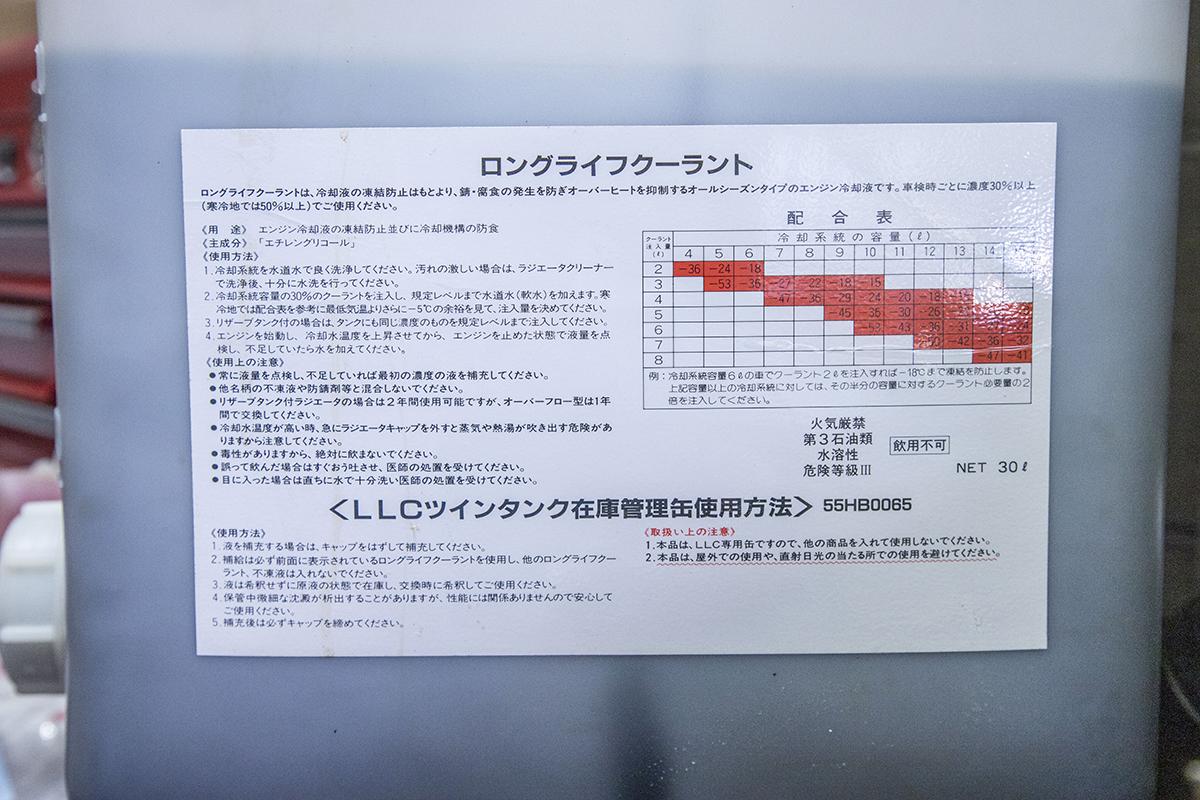 ロングライフクーラント
ロングライフクーラントは、冷却液の凍結防止はもとより、錆・腐食の発生を防ぎオーバーヒートを抑制するオールシーズンタイプのエンジン冷却液です。車検時ごとに濃度30%以上
(寒冷地では50%以上)でご使用ください。
《用　途》 エンジン冷却液の凍結防止並びに冷却機構の防食
《主成分》「エチレングリコール」
《使用方法》
1.冷却系統を水道水で良く洗浄してください。汚れの激しい場合は、ラジエータクリーナー
で洗浄後、十分に水洗を行ってください。
2.冷却系統容量の30%のクーラントを注入し、規定レベルまで水道水(軟水)を加えます。寒
冷地では配合表を参考に最低気温よりさらに−5℃の余裕を見て、注入量を決めてください。
3.リザーブタンク付の場合は、タンクにも同じ濃度のものを規定レベルまで注入してください。
4.エンジンを始動し、冷却水温度を上昇させてから、エンジンを止めた状態で液量を点
検し、不足していたら水を加えてください。
《使用上の注意》
●常に液量を点検し、不足していれば最初の濃度の液を補充してください。
●他名柄の不凍液や防錆剤等と混合しないでください。
●リザーブタンク付ラジエータの場合は2年間使用可能ですが、オーバーフロー型は1年
間で交換してください。
●冷却水温度が高い時、急にラジエータキャップを外すと蒸気や熱湯が吹き出す危険があ
りますから注意してください。
●毒性がありますから、絶対に飲まないでください。
●誤って飲んだ場合はすぐおう吐させ、医師の処置を受けてください。
●目に入った場合は直ちに水で十分洗い医師の処置を受けてください。
配合表
クーラント注入量(ℓ) 冷却系統の容量(ℓ)
4 5 6 7 8 9 10 11 12 13 14
2 −36 −24 −18
3 −53 −35 −27 −22 −18 −15
4 −47 −35 −29 −24 −20 −18
5 −45 −35 −30 −26
6 −53 −43 −36 −31
7 −42 −36 −32
8 −47 −41
例：冷却系統容量6ℓの車でクーラント2ℓを注入すれば−18℃まで凍結を防止します。
上記容量以上の冷却系統に対しては、その半分の容量に対するクーラント必要量の2
倍を注入してください。
火気厳禁
第3石油類
水溶性
危険等級III
飲用不可
NET 30ℓ
〈LLCツインタンク在庫管理缶使用方法〉 55HB0065
《使用方法》
1.液を補充する場合は、キャップをはずして補充してください。
2.補給は必ず前面に表示されているロングライフクーラントを使用し、他のロングライフクー
ラント、不凍液は入れないでください。
3.液は希釈せずに原液の状態で在庫し、交換時に希釈してご使用ください。
4.保管中微細な沈澱が析出することがありますが、性能には関係ありませんので安心して
ご使用ください。
5.補充後は必ずキャップを締めてください。
《取扱い上の注意》
1.本品は、LLC専用缶ですので、他の商品を入れて使用しないでください。
2.本品は、屋外での使用や、直射日光の当たる所での使用を避けてください。